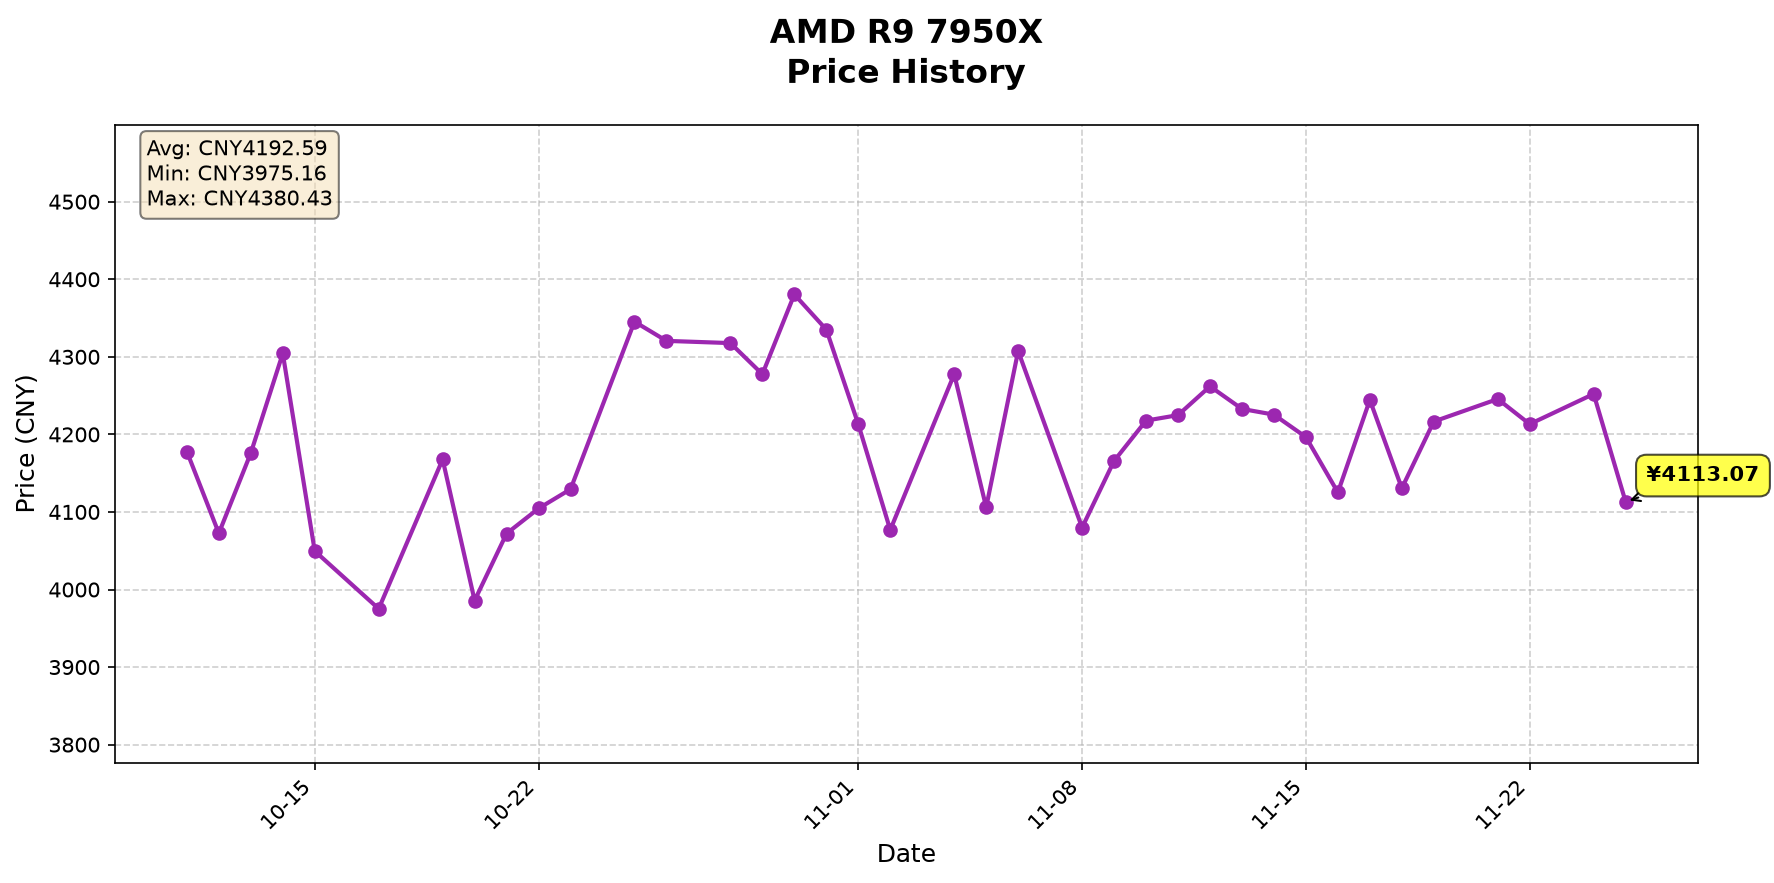 AMD R9 7950X
Price History
Avg: CNY4192.59
Min: CNY3975.16
Max: CNY4380.43
4500
4400
4300
4200
4100
4000
3900
3800
Price (CNY)
¥4113.07
10-15
10-22
11-01
11-08
11-15
11-22
Date